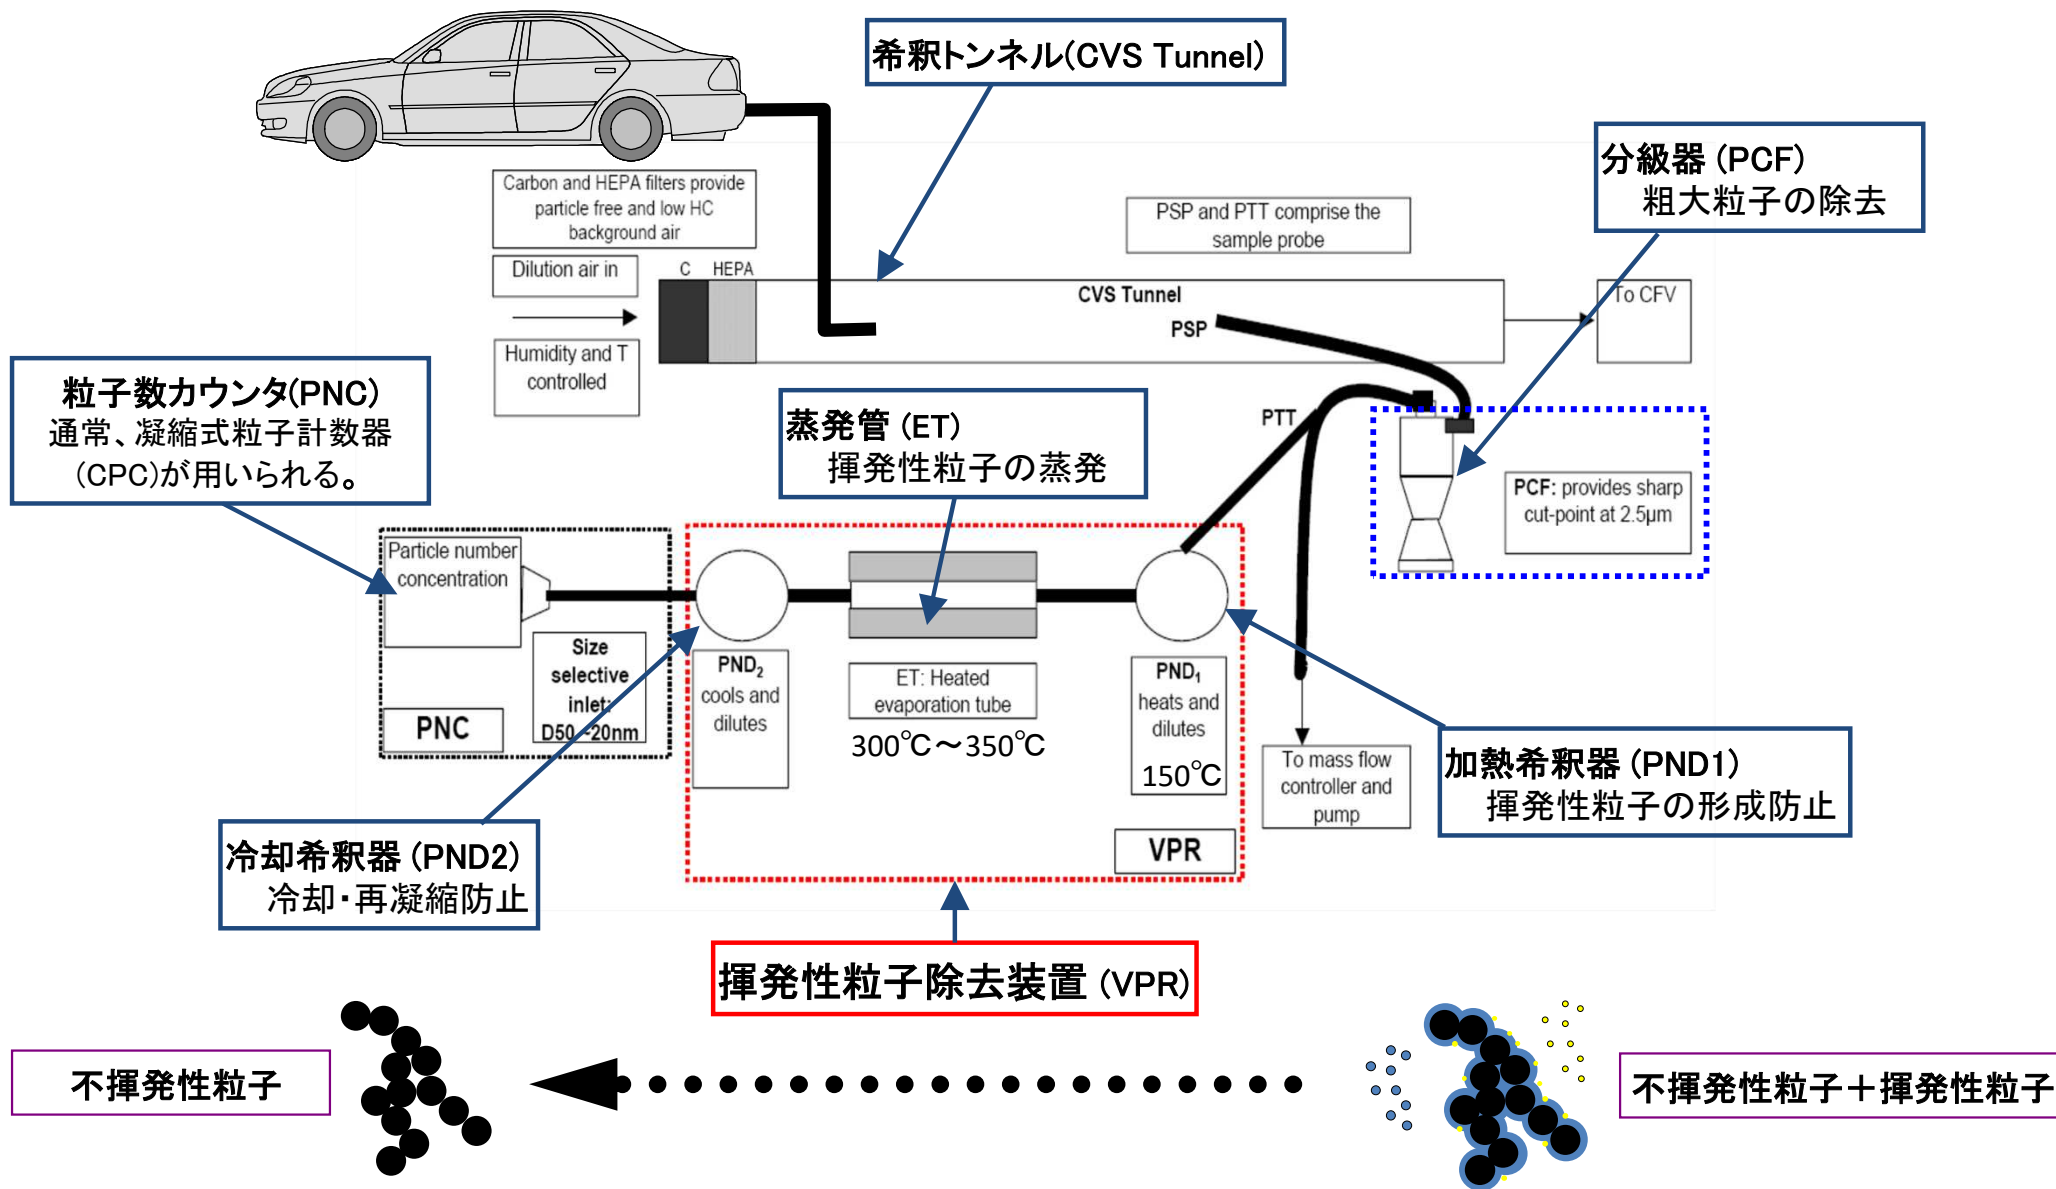 希釈トンネル(CVS Tunnel)
分級器 (PCF)
粗大粒子の除去
Carbon and HEPA filters provide
particle free and low HC
background air
PSP and PTT comprise the
sample probe
Dilution air in
C
HEPA
CVS Tunnel
To CFV
PSP
Humidity and T
controlled
粒子数カウンタ(PNC)
通常、凝縮式粒子計数器
(CPC)が用いられる。
蒸発管 (ET)
揮発性粒子の蒸発
PTT
PCF: provides sharp
cut-point at 2.5µm
Particle number
concentration
Size
selective
inlet:
D50~20nm
PNC
PND₂
cools and
dilutes
ET: Heated
evaporation tube
300℃～350℃
PND₁
heats and
dilutes
150℃
VPR
To mass flow
controller and
pump
加熱希釈器 (PND1)
揮発性粒子の形成防止
冷却希釈器 (PND2)
冷却・再凝縮防止
揮発性粒子除去装置 (VPR)
不揮発性粒子
不揮発性粒子＋揮発性粒子